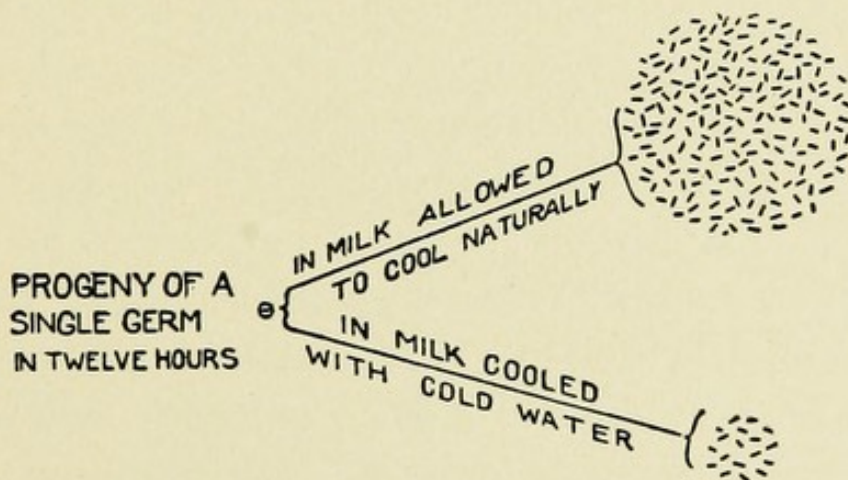 PROGENY OF A
SINGLE GERM
IN TWELVE HOURS
IN MILK ALLOWED
TO COOL NATURALLY
IN MILK COOLED
WITH COLD WATER